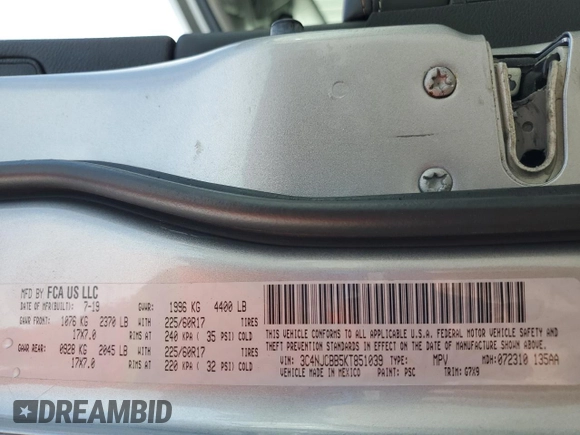 MFD BY FCA US LLC
DATE OF MFR(BUILT): 7-19 GVWR: 1996 KG 4400 LB
GAWR FRONT: 1076 KG 2370 LB WITH 225/60R17 TIRES
17X7.0 RIMS AT 240 KPA ( 35 PSI) COLD
GAWR REAR: 0928 KG 2045 LB WITH 225/60R17 TIRES
17X7.0 RIMS AT 220 KPA ( 32 PSI) COLD
THIS VEHICLE CONFORMS TO ALL APPLICABLE U.S.A. FEDERAL MOTOR VEHICLE SAFETY AND
THEFT PREVENTION STANDARDS IN EFFECT ON THE DATE OF MANUFACTURE SHOWN ABOVE.
VIN: 3C4NJCBB5KT851039 TYPE: MPV MDH: 072310 135AA
VEHICLE MADE IN MEXICO PAINT: PSC TRIM: G7X9
DREAMBID